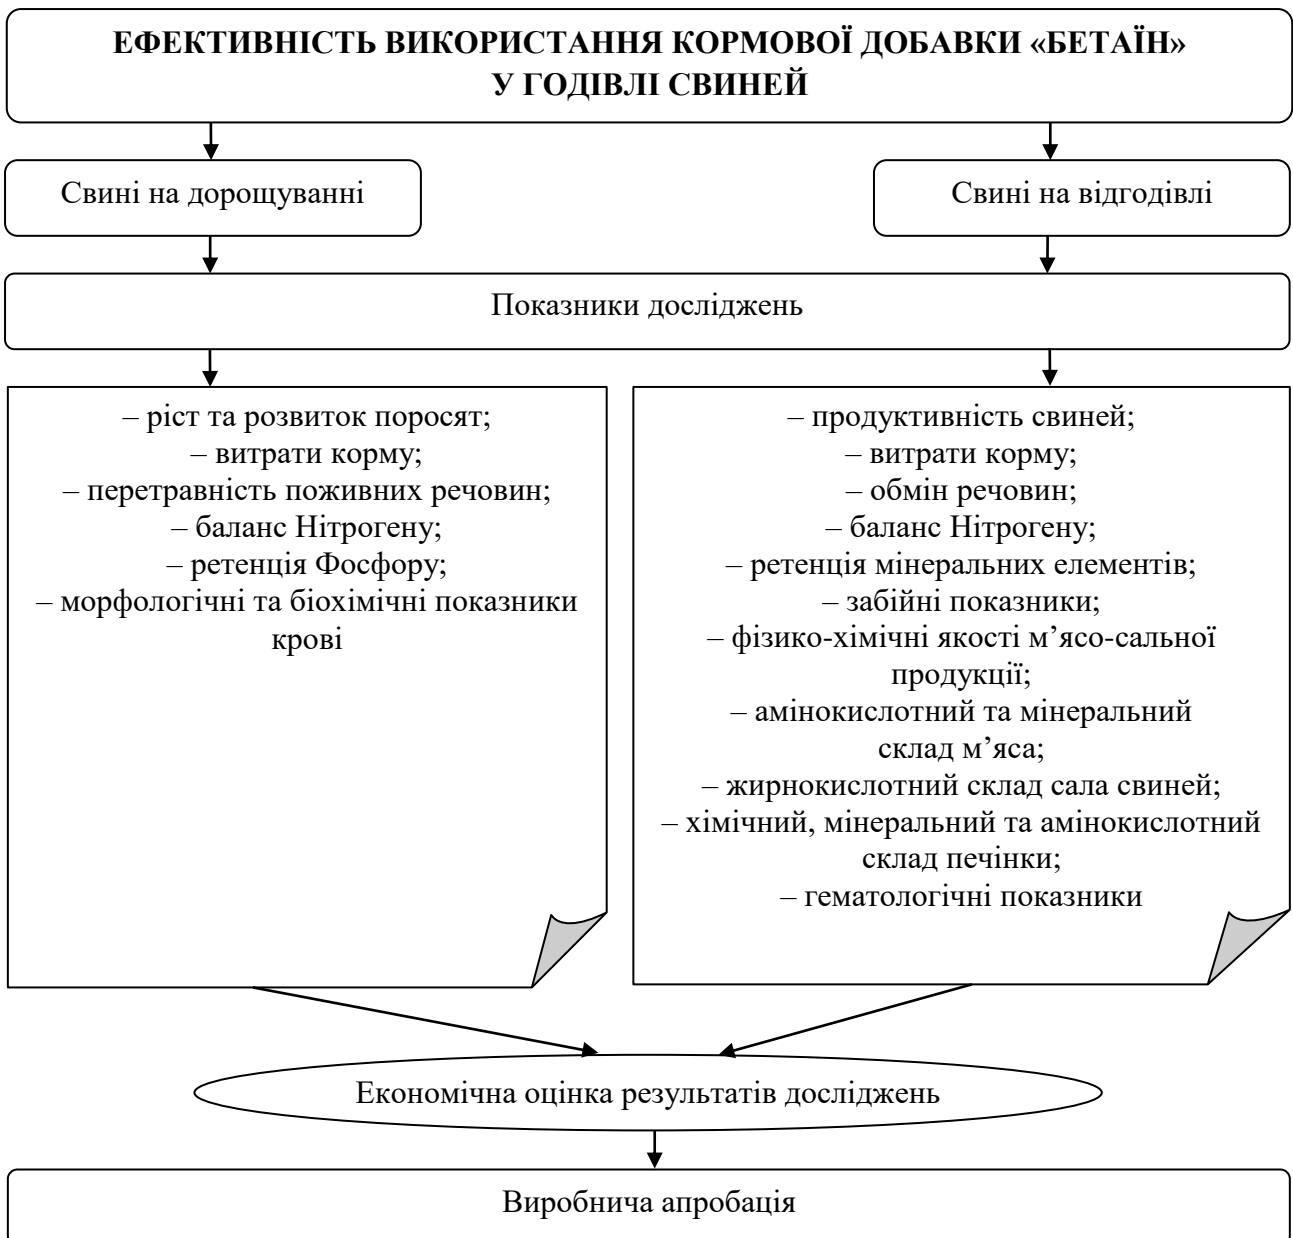 ЕФЕКТИВНІСТЬ ВИКОРИСТАННЯ КОРМОВОЇ ДОБАВКИ «БЕТАЇН»
У ГОДІВЛІ СВИНЕЙ
Свині на дорощуванні
Свині на відгодівлі
Показники досліджень
– ріст та розвиток поросят;
– витрати корму;
– перетравність поживних речовин;
– баланс Нітрогену;
– ретенція Фосфору;
– морфологічні та біохімічні показники
крові
– продуктивність свиней;
– витрати корму;
– обмін речовин;
– баланс Нітрогену;
– ретенція мінеральних елементів;
– забійні показники;
– фізико-хімічні якості м’ясо-сальної
продукції;
– амінокислотний та мінеральний
склад м’яса;
– жирнокислотний склад сала свиней;
– хімічний, мінеральний та амінокислотний
склад печінки;
– гематологічні показники
Економічна оцінка результатів досліджень
Виробнича апробація